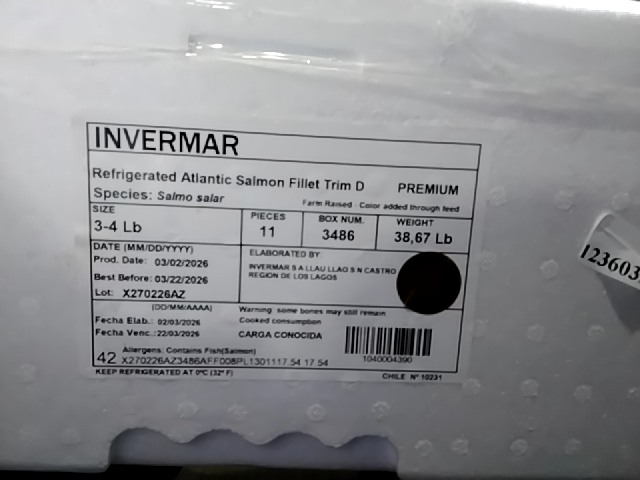 INVERMAR
Refrigerated Atlantic Salmon Fillet Trim D PREMIUM
Species: Salmo salar Farm Raised - Color added through feed
SIZE PIECES BOX NUM. WEIGHT
3-4 Lb 11 3486 38,67 Lb
DATE (MM/DD/YYYY) ELABORATED BY:
Prod. Date: 03/02/2026 INVERMAR S A LLAU LLAO S N CASTRO
REGION DE LOS LAGOS
Best Before: 03/22/2026
Lot: X270226AZ
(DD/MM/AAAA) Warning: some bones may still remain
Fecha Elab.: 02/03/2026 Cooked consumption
Fecha Venc.: 22/03/2026 CARGA CONOCIDA
Allergens: Contains Fish(Salmon) 1040004390
42 X270226AZ3486AFF008PL1301117.54 17.54
KEEP REFRIGERATED AT 0ºC (32º F) CHILE Nº 10231
123603